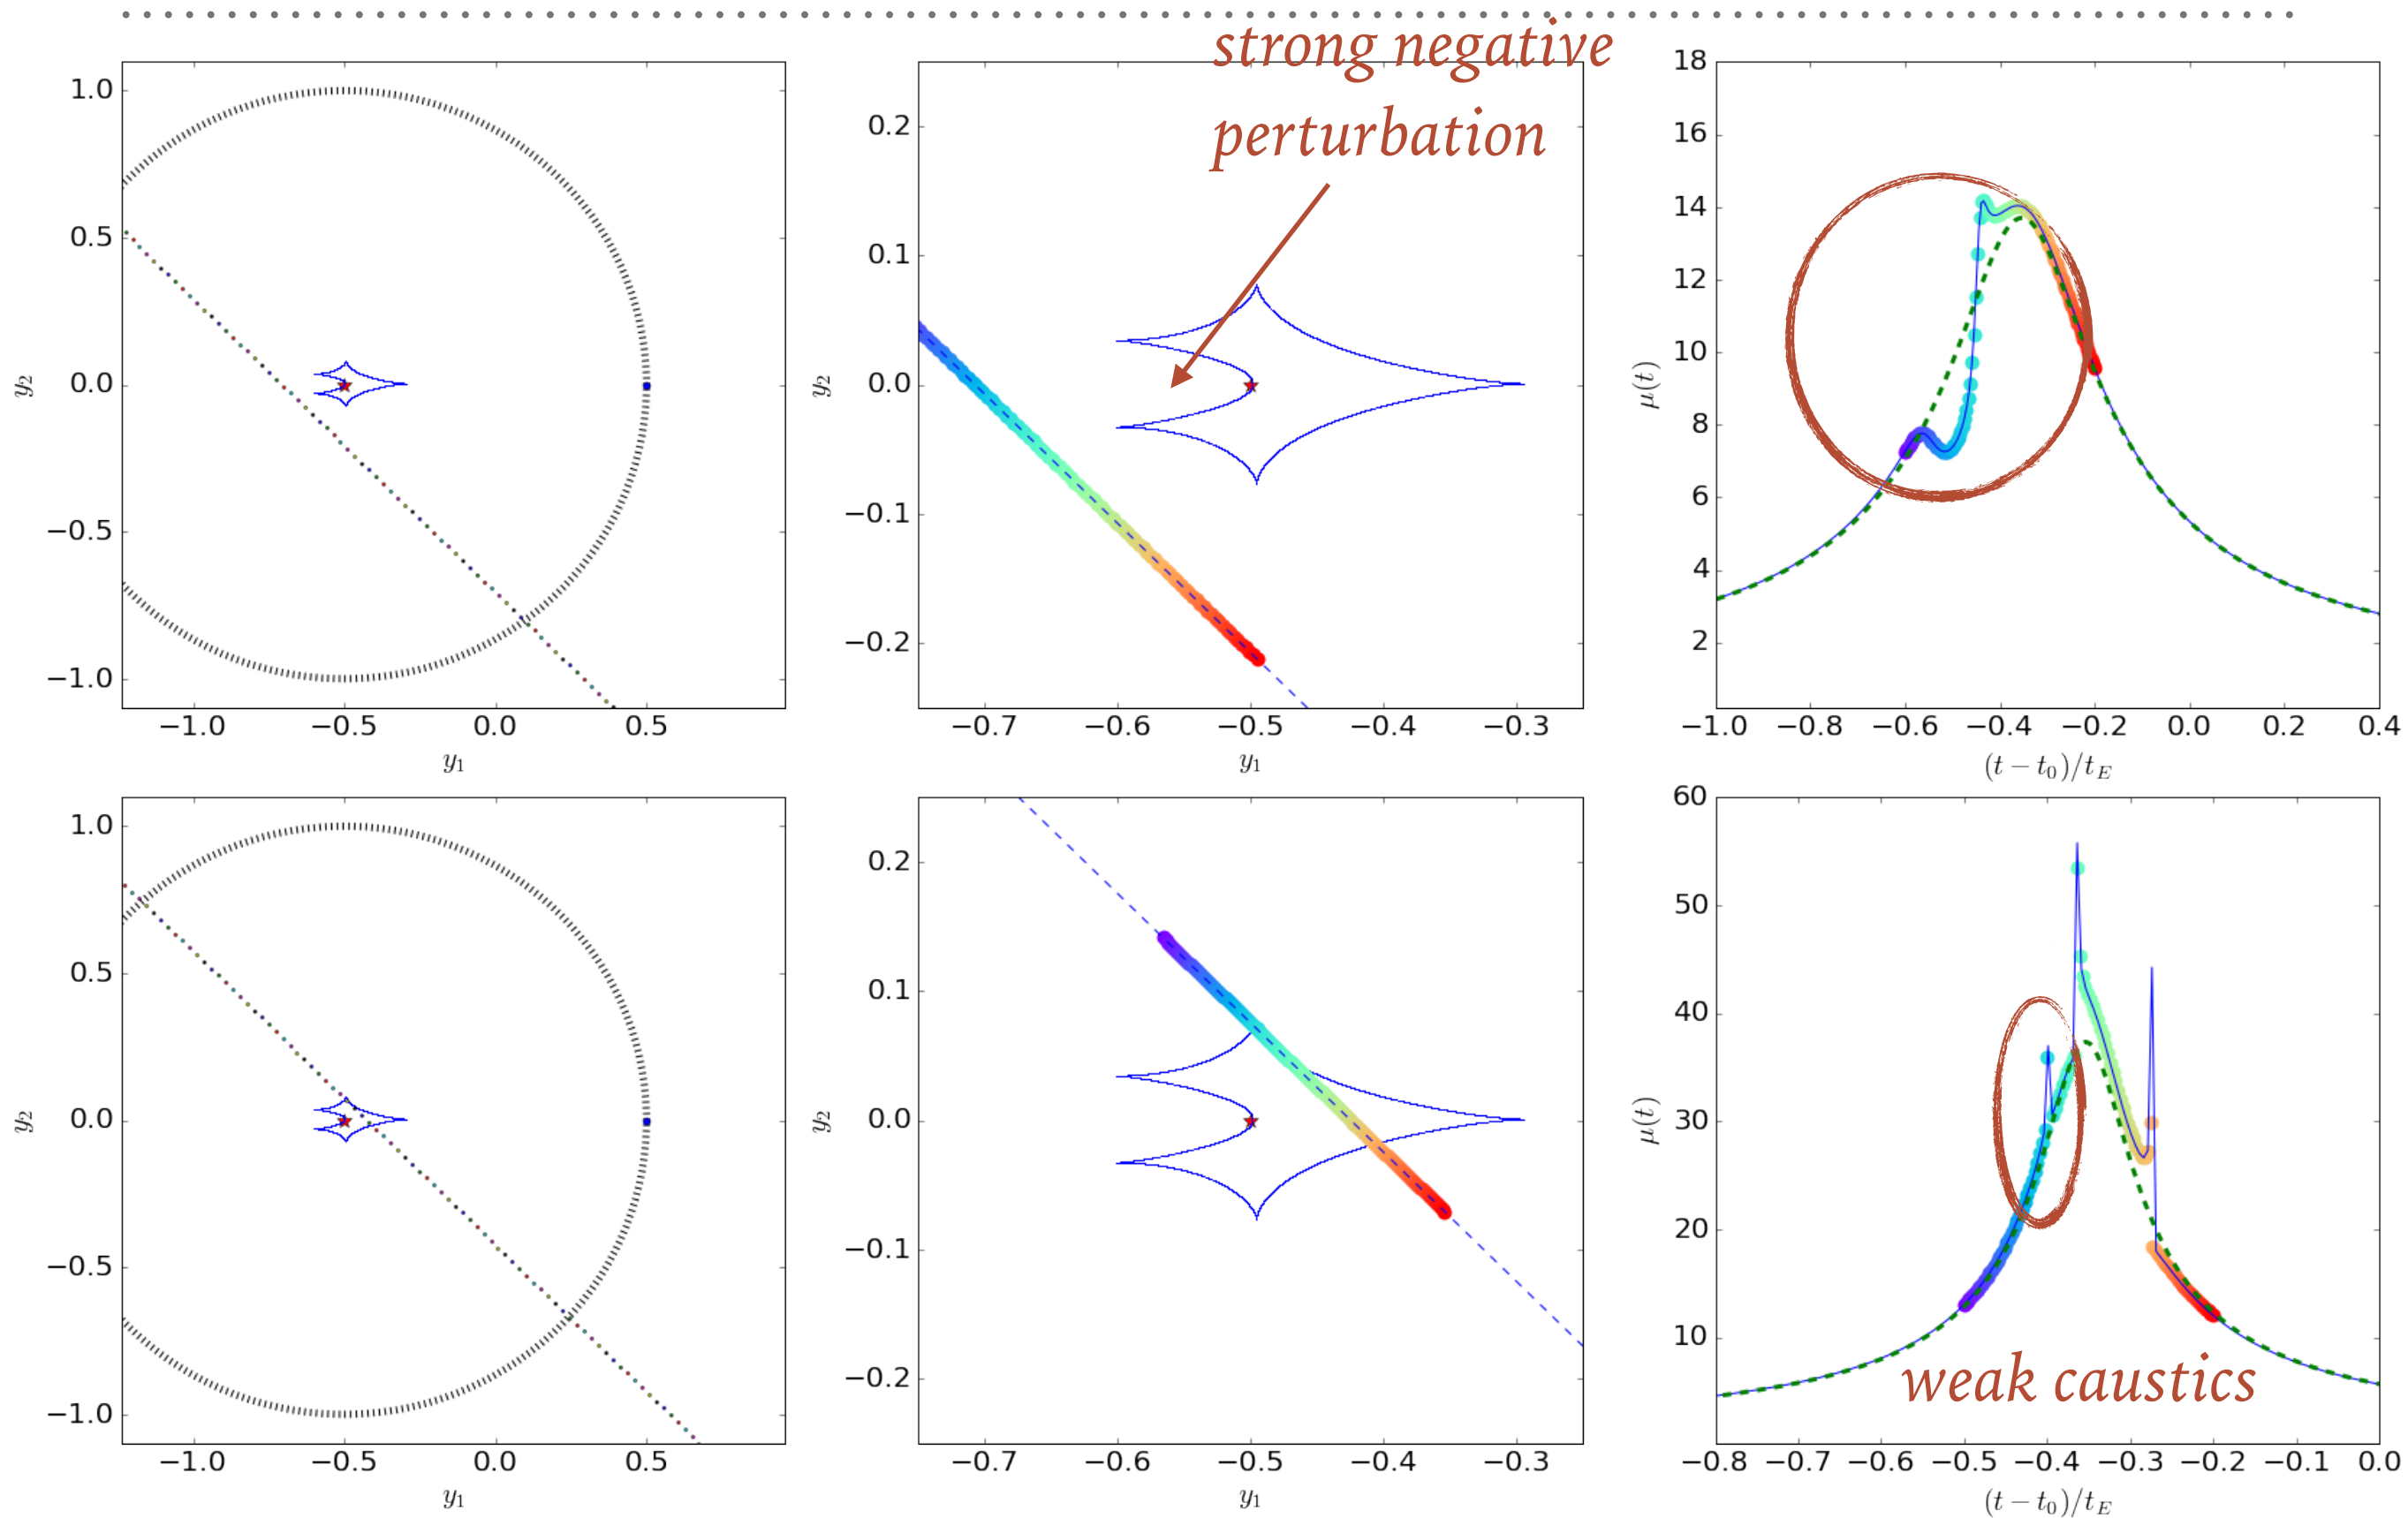 strong negative
perturbation
1.0
0.5
0.0
−0.5
−1.0
y2
−1.0 −0.5 0.0 0.5
y1
0.2
0.1
0.0
−0.1
−0.2
y2
−0.7 −0.6 −0.5 −0.4 −0.3
y1
18
16
14
12
10
8
6
4
2
μ(t)
−1.0 −0.8 −0.6 −0.4 −0.2 0.0 0.2 0.4
(t − t0)/tE
1.0
0.5
0.0
−0.5
−1.0
y2
−1.0 −0.5 0.0 0.5
y1
0.2
0.1
0.0
−0.1
−0.2
y2
−0.7 −0.6 −0.5 −0.4 −0.3
y1
60
50
40
30
20
10
μ(t)
weak caustics
−0.8 −0.7 −0.6 −0.5 −0.4 −0.3 −0.2 −0.1 0.0
(t − t0)/tE